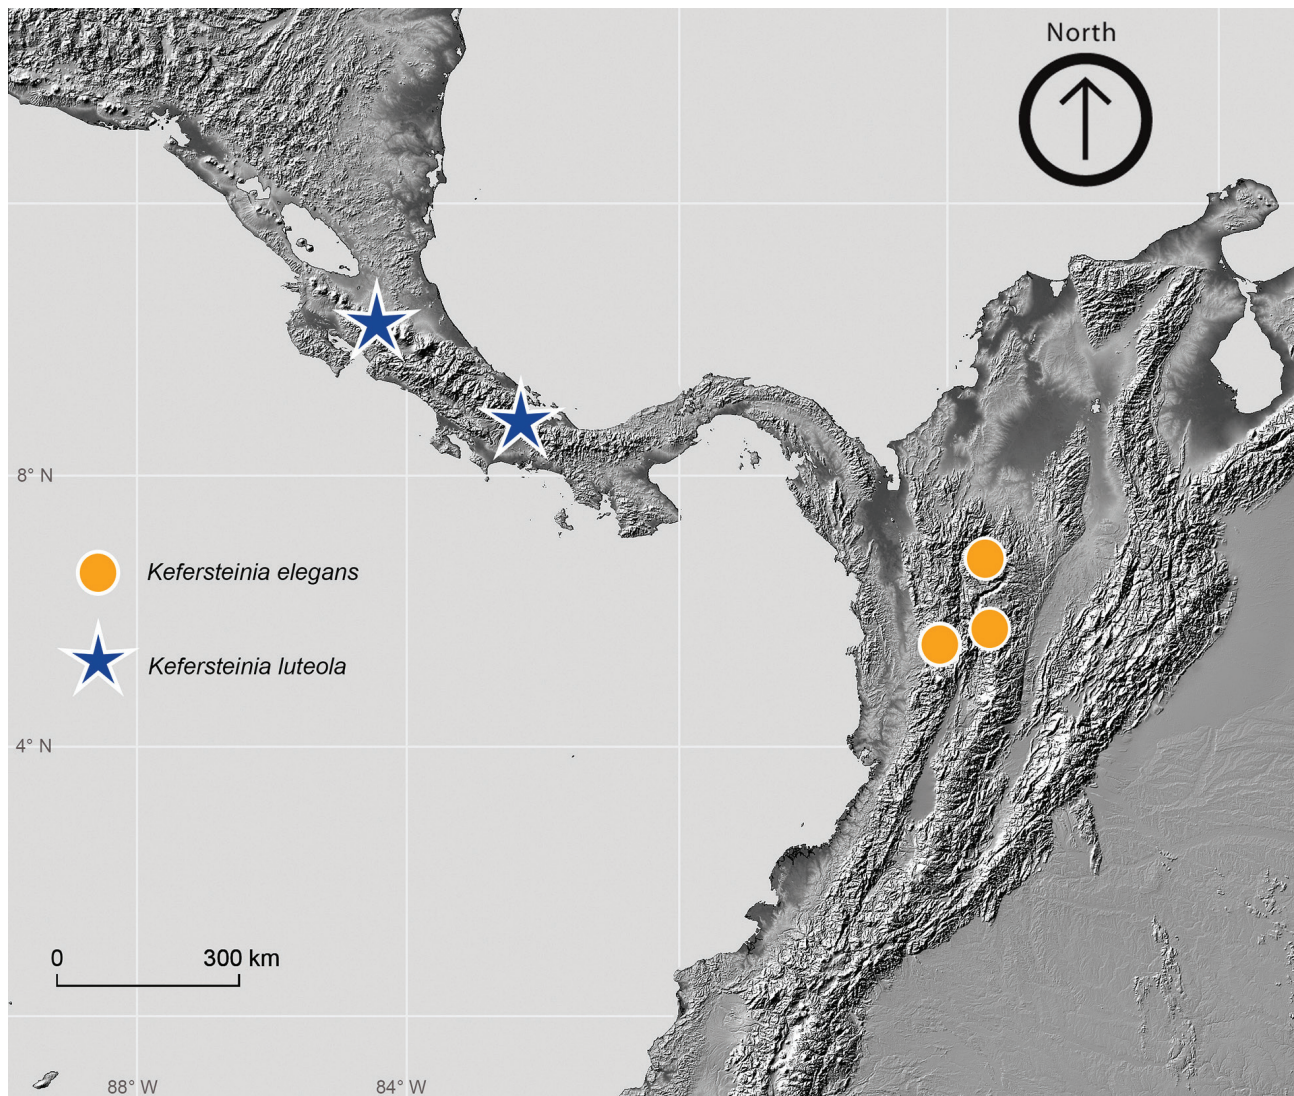 North
8° N
Kefersteinia elegans
Kefersteinia luteola
4° N
0 300 km
88° W 84° W